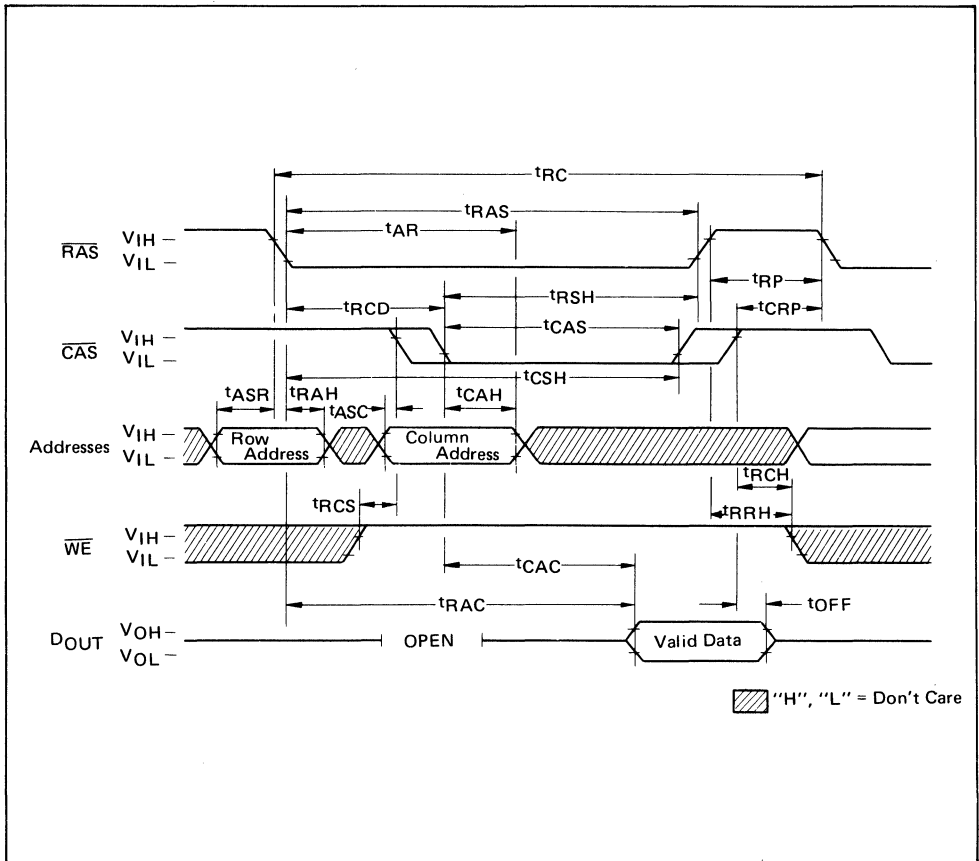 tRC
tRAS
tAR
RAS VIH
VIL
tRP
tRCD tRSH tCRP
tCAS
CAS VIH
VIL
tCSH
tASR tRAH tASC tCAH
Addresses VIH
VIL
Row Address
Column Address
tRCH
tRCS tRRH
WE VIH
VIL
tCAC
tRAC tOFF
DOUT VOH
VOL
OPEN
Valid Data
"H", "L" = Don't Care